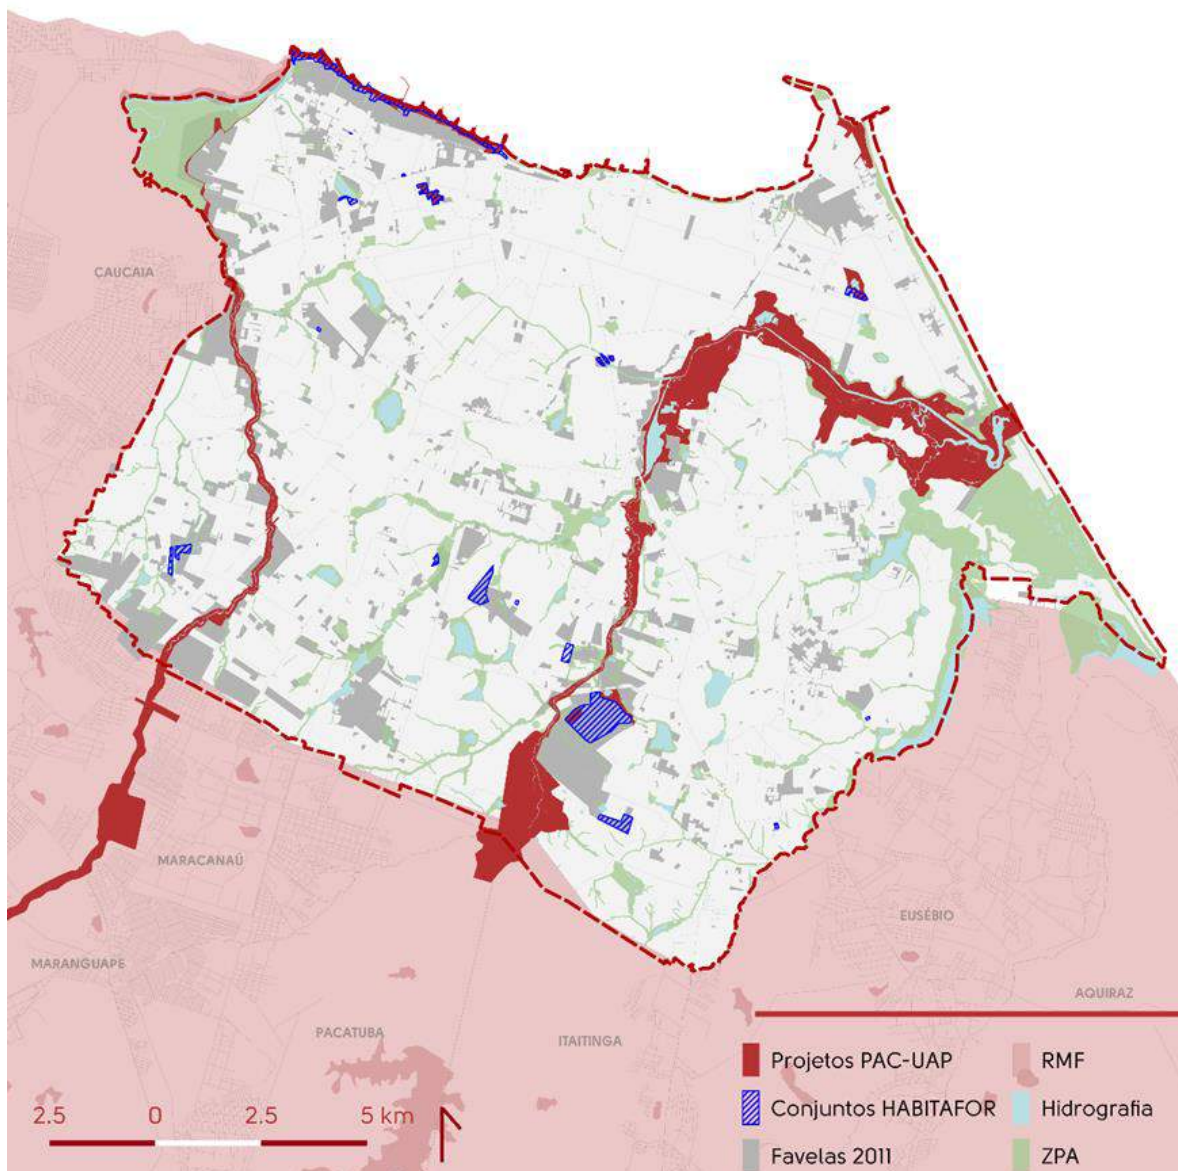 CAUCAIA
MARACANAÚ
MARANGUAPE
EUSÉBIO
AQUIRAZ
PACATUBA
ITAITINGA
2.5 0 2.5 5 km
Projetos PAC-UAP
RMF
Conjuntos HABITAFOR
Hidrografia
Favelas 2011
ZPA